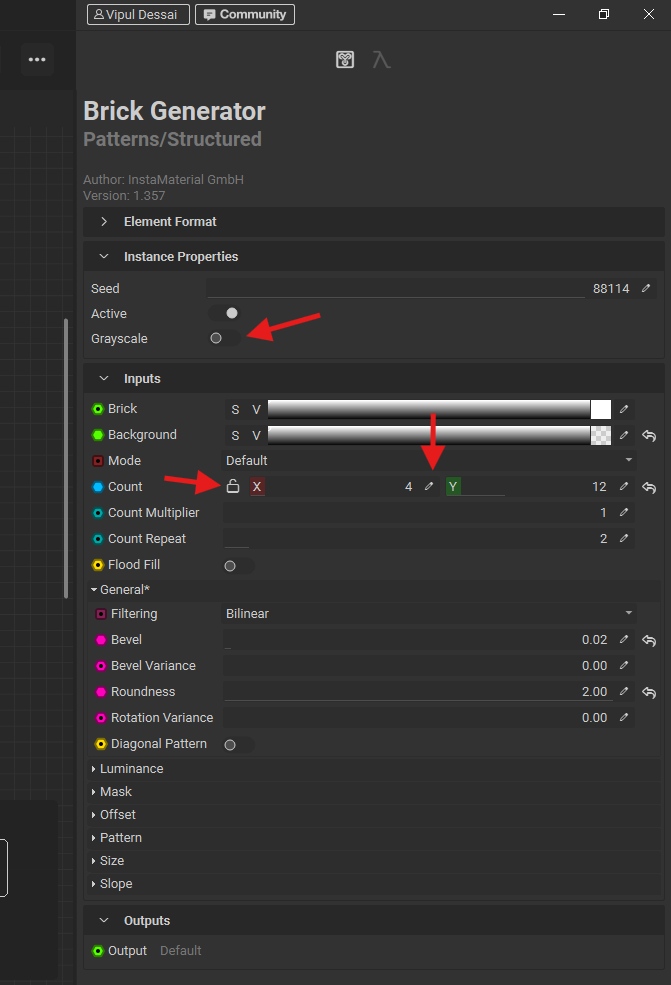 Vipul Dessai Community
Brick Generator
Patterns/Structured
Author: InstaMaterial GmbH
Version: 1.357
Element Format
Instance Properties
Seed 88114
Active
Grayscale
Inputs
Brick S V
Background S V
Mode Default
Count X 4 Y 12
Count Multiplier 1
Count Repeat 2
Flood Fill
General*
Filtering Bilinear
Bevel 0.02
Bevel Variance 0.00
Roundness 2.00
Rotation Variance 0.00
Diagonal Pattern
Luminance
Mask
Offset
Pattern
Size
Slope
Outputs
Output Default